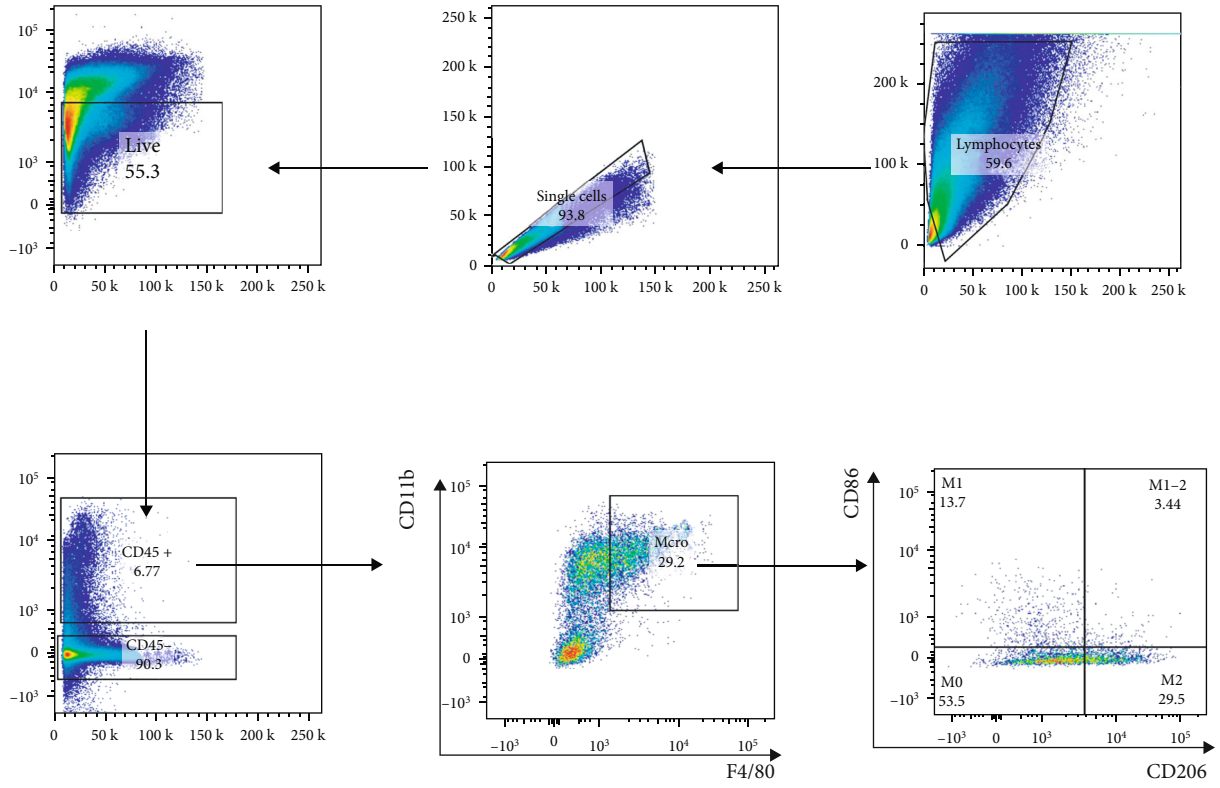 10⁵
10⁴
10³
0
–10³
Live
55.3
0 50 k 100 k 150 k 200 k 250 k
250 k
200 k
150 k
100 k
50 k
0
Single cells
93.8
0 50 k 100 k 150 k 200 k 250 k
200 k
100 k
0
Lymphocytes
59.6
0 50 k 100 k 150 k 200 k 250 k
10⁵
10⁴
10³
0
–10³
CD45 +
6.77
CD45–
90.3
0 50 k 100 k 150 k 200 k 250 k
CD11b
10⁵
10⁴
10³
0
–10³
Mcro
29.2
–10³ 0 10³ 10⁴ 10⁵
F4/80
CD86
10⁵
10⁴
10³
0
–10³
M1
13.7
M1–2
3.44
M0
53.5
M2
29.5
–10³ 0 10³ 10⁴ 10⁵
CD206